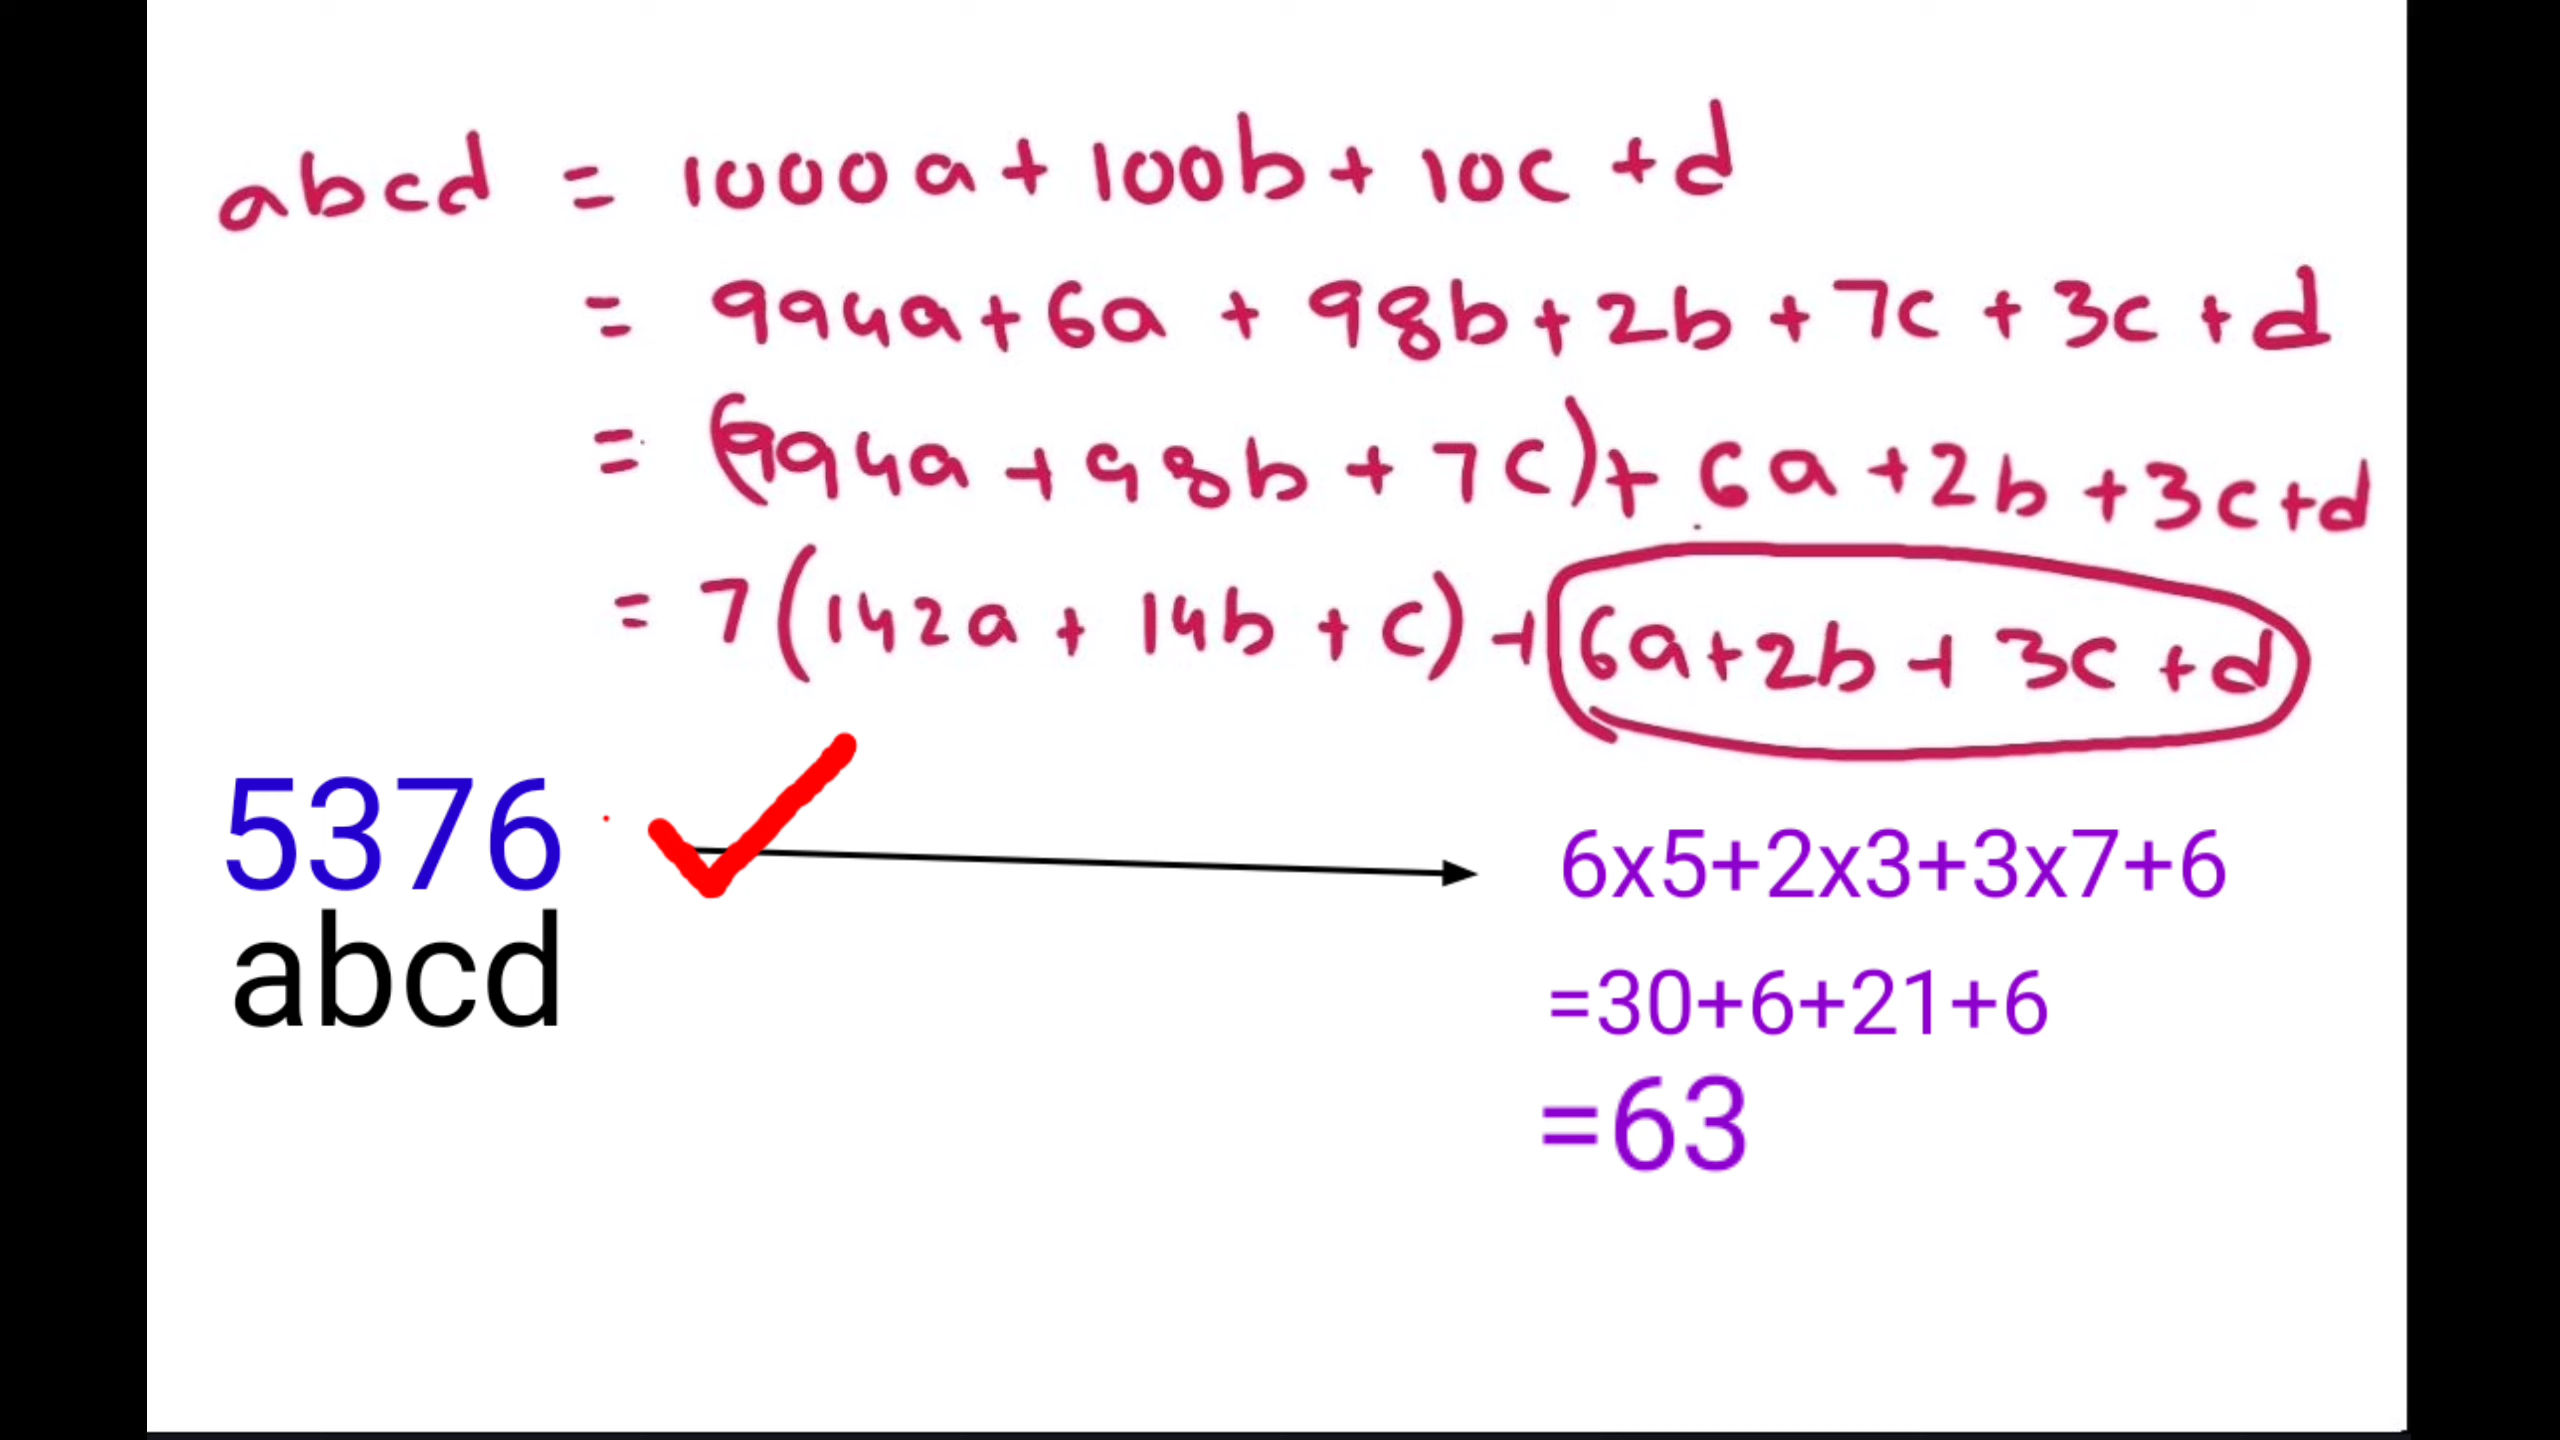 abcd = 1000a + 100b + 10c + d
= 994a + 6a + 98b + 2b + 7c + 3c + d
= (994a + 98b + 7c) + 6a + 2b + 3c + d
= 7(142a + 14b + c) + 6a + 2b + 3c + d
5376
abcd
6x5+2x3+3x7+6
=30+6+21+6
=63